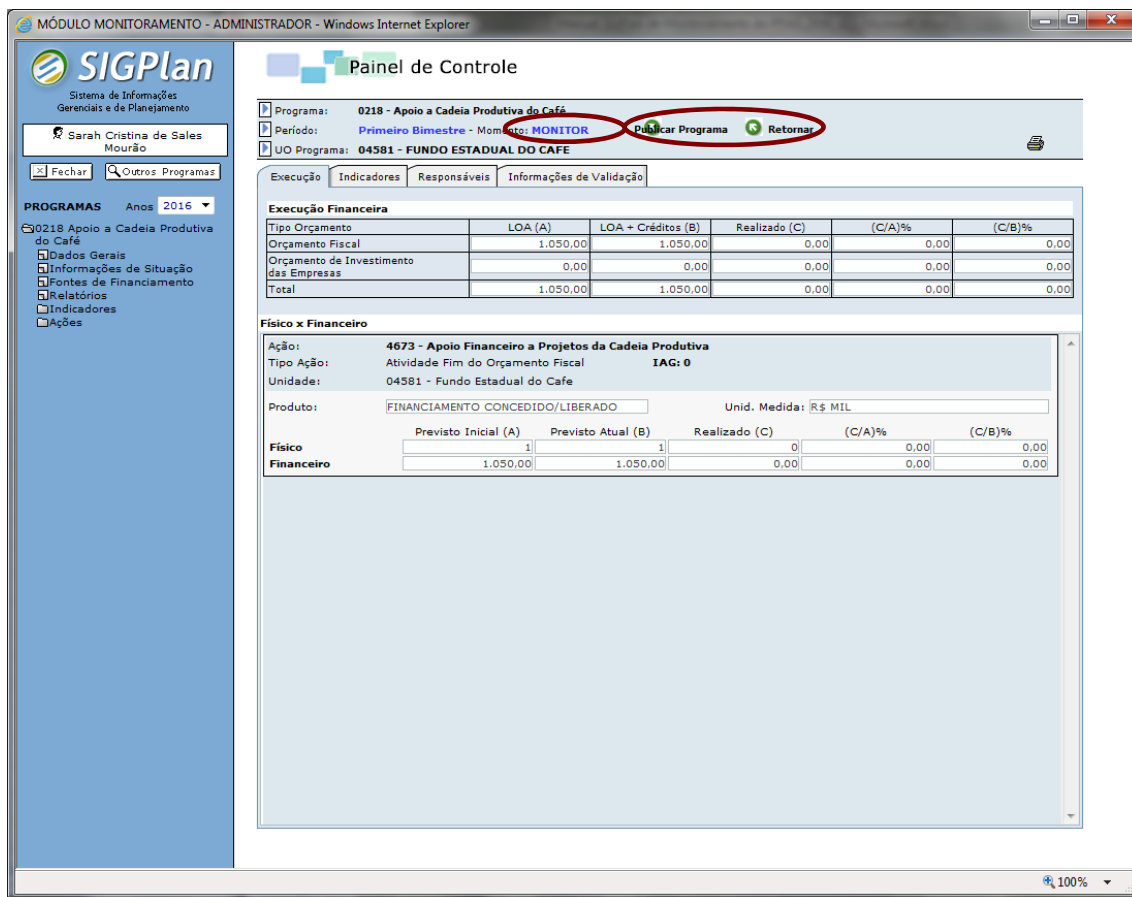 MÓDULO MONITORAMENTO - ADMINISTRADOR - Windows Internet Explorer
SIGPlan
Sistema de Informações
Gerenciais e de Planejamento
Sarah Cristina de Sales
Mourão
Fechar Outros Programas
PROGRAMAS Anos 2016
0218 Apoio a Cadeia Produtiva
do Café
Dados Gerais
Informações de Situação
Fontes de Financiamento
Relatórios
Indicadores
Ações
Painel de Controle
Programa: 0218 - Apoio a Cadeia Produtiva do Café
Período: Primeiro Bimestre - Momento: MONITOR Publicar Programa Retornar
UO Programa: 04581 - FUNDO ESTADUAL DO CAFE
Execução Indicadores Responsáveis Informações de Validação
Execução Financeira
Tipo Orçamento LOA (A) LOA + Créditos (B) Realizado (C) (C/A)% (C/B)%
Orçamento Fiscal 1.050,00 1.050,00 0,00 0,00 0,00
Orçamento de Investimento
das Empresas 0,00 0,00 0,00 0,00 0,00
Total 1.050,00 1.050,00 0,00 0,00 0,00
Físico x Financeiro
Ação: 4673 - Apoio Financeiro a Projetos da Cadeia Produtiva
Tipo Ação: Atividade Fim do Orçamento Fiscal IAG: 0
Unidade: 04581 - Fundo Estadual do Cafe
Produto: FINANCIAMENTO CONCEDIDO/LIBERADO Unid. Medida: R$ MIL
Previsto Inicial (A) Previsto Atual (B) Realizado (C) (C/A)% (C/B)%
Físico 1 1 0 0,00 0,00
Financeiro 1.050,00 1.050,00 0,00 0,00 0,00
100%